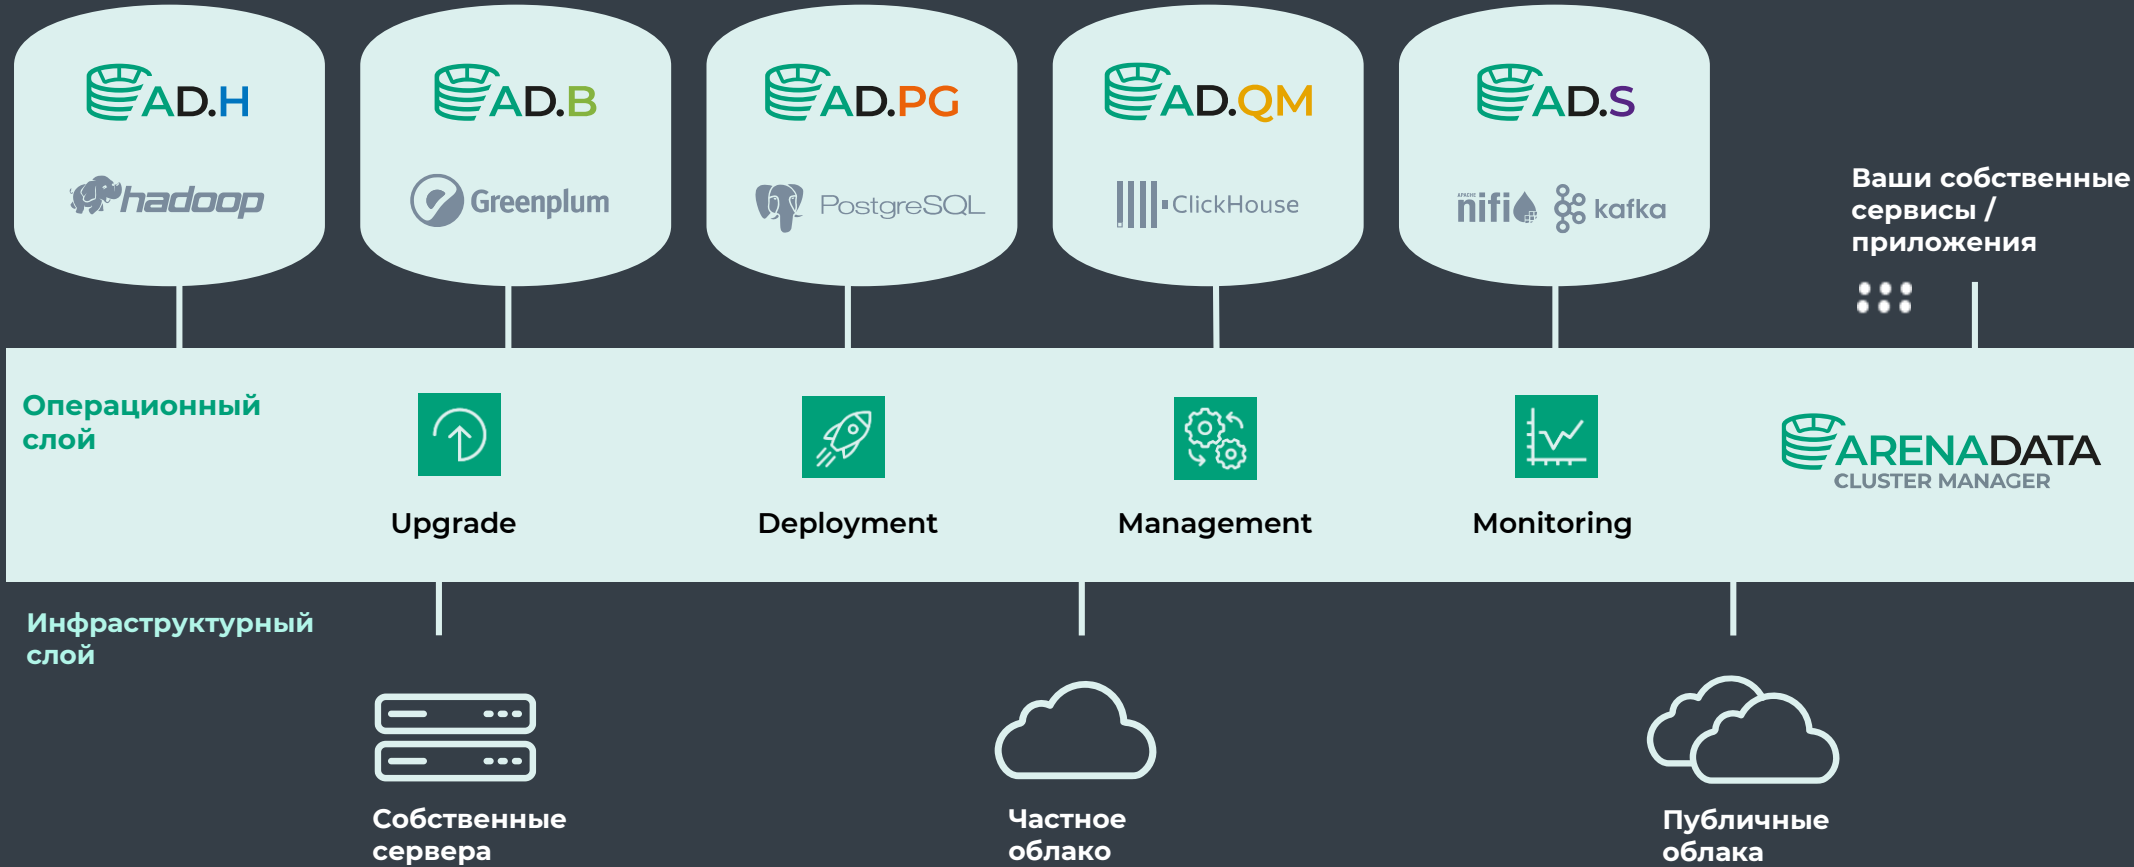 AD.H
AD.B
AD.PG
AD.QM
AD.S
hadoop
Greenplum
PostgreSQL
ClickHouse
APACHE
nifi
kafka
Ваши собственные
сервисы /
приложения
Операционный
слой
Upgrade
Deployment
Management
Monitoring
ARENADATA
CLUSTER MANAGER
Инфраструктурный
слой
Собственные
сервера
Частное
облако
Публичные
облака